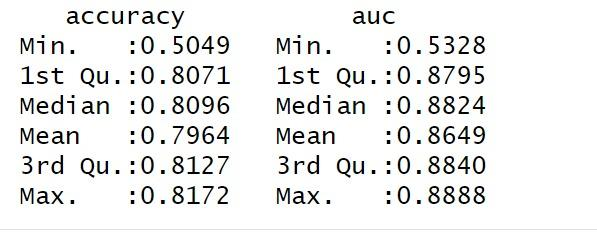 accuracy auc
Min. :0.5049 Min. :0.5328
1st Qu.:0.8071 1st Qu.:0.8795
Median :0.8096 Median :0.8824
Mean :0.7964 Mean :0.8649
3rd Qu.:0.8127 3rd Qu.:0.8840
Max. :0.8172 Max. :0.8888